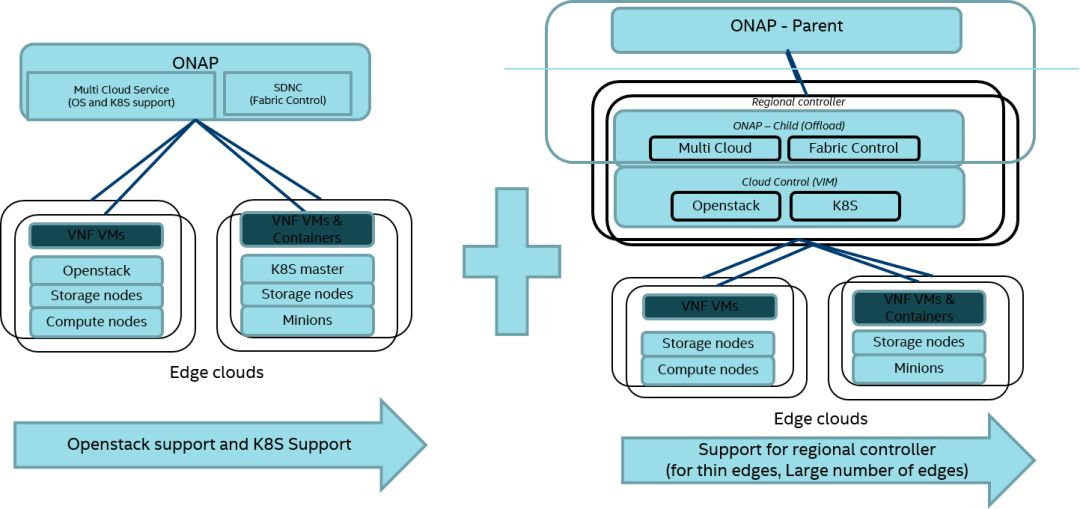 ONAP
Multi Cloud Service
(OS and K8S support)
SDNC
(Fabric Control)
VNF VMs
Openstack
Storage nodes
Compute nodes
VNF VMs &
Containers
K8S master
Storage nodes
Minions
Edge clouds
Openstack support and K8S Support
ONAP - Parent
Regional controller
ONAP – Child (Offload)
Multi Cloud
Fabric Control
Cloud Control (VIM)
Openstack
K8S
VNF VMs
Storage nodes
Compute nodes
VNF VMs &
Containers
Storage nodes
Minions
Edge clouds
Support for regional controller
(for thin edges, Large number of edges)